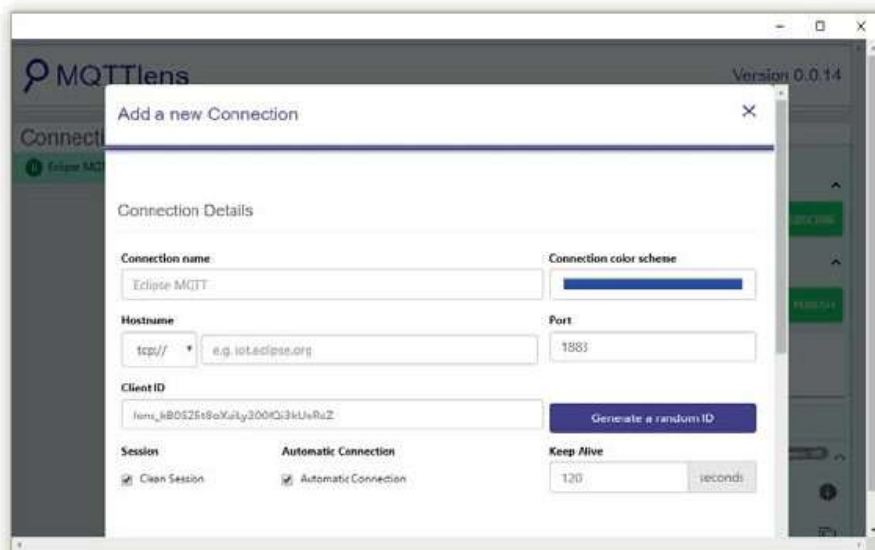 MQTTlens
Version 0.0.14
Add a new Connection
Connecti
Eclipse MQT
Connection Details
Connection name
Connection color scheme
Eclipse MQTT
Hostname
Port
tcp://
e.g. iot.eclipse.org
1883
Client ID
Generate a random ID
Session
Automatic Connection
Keep Alive
Clean Session
Automatic Connection
120
seconds